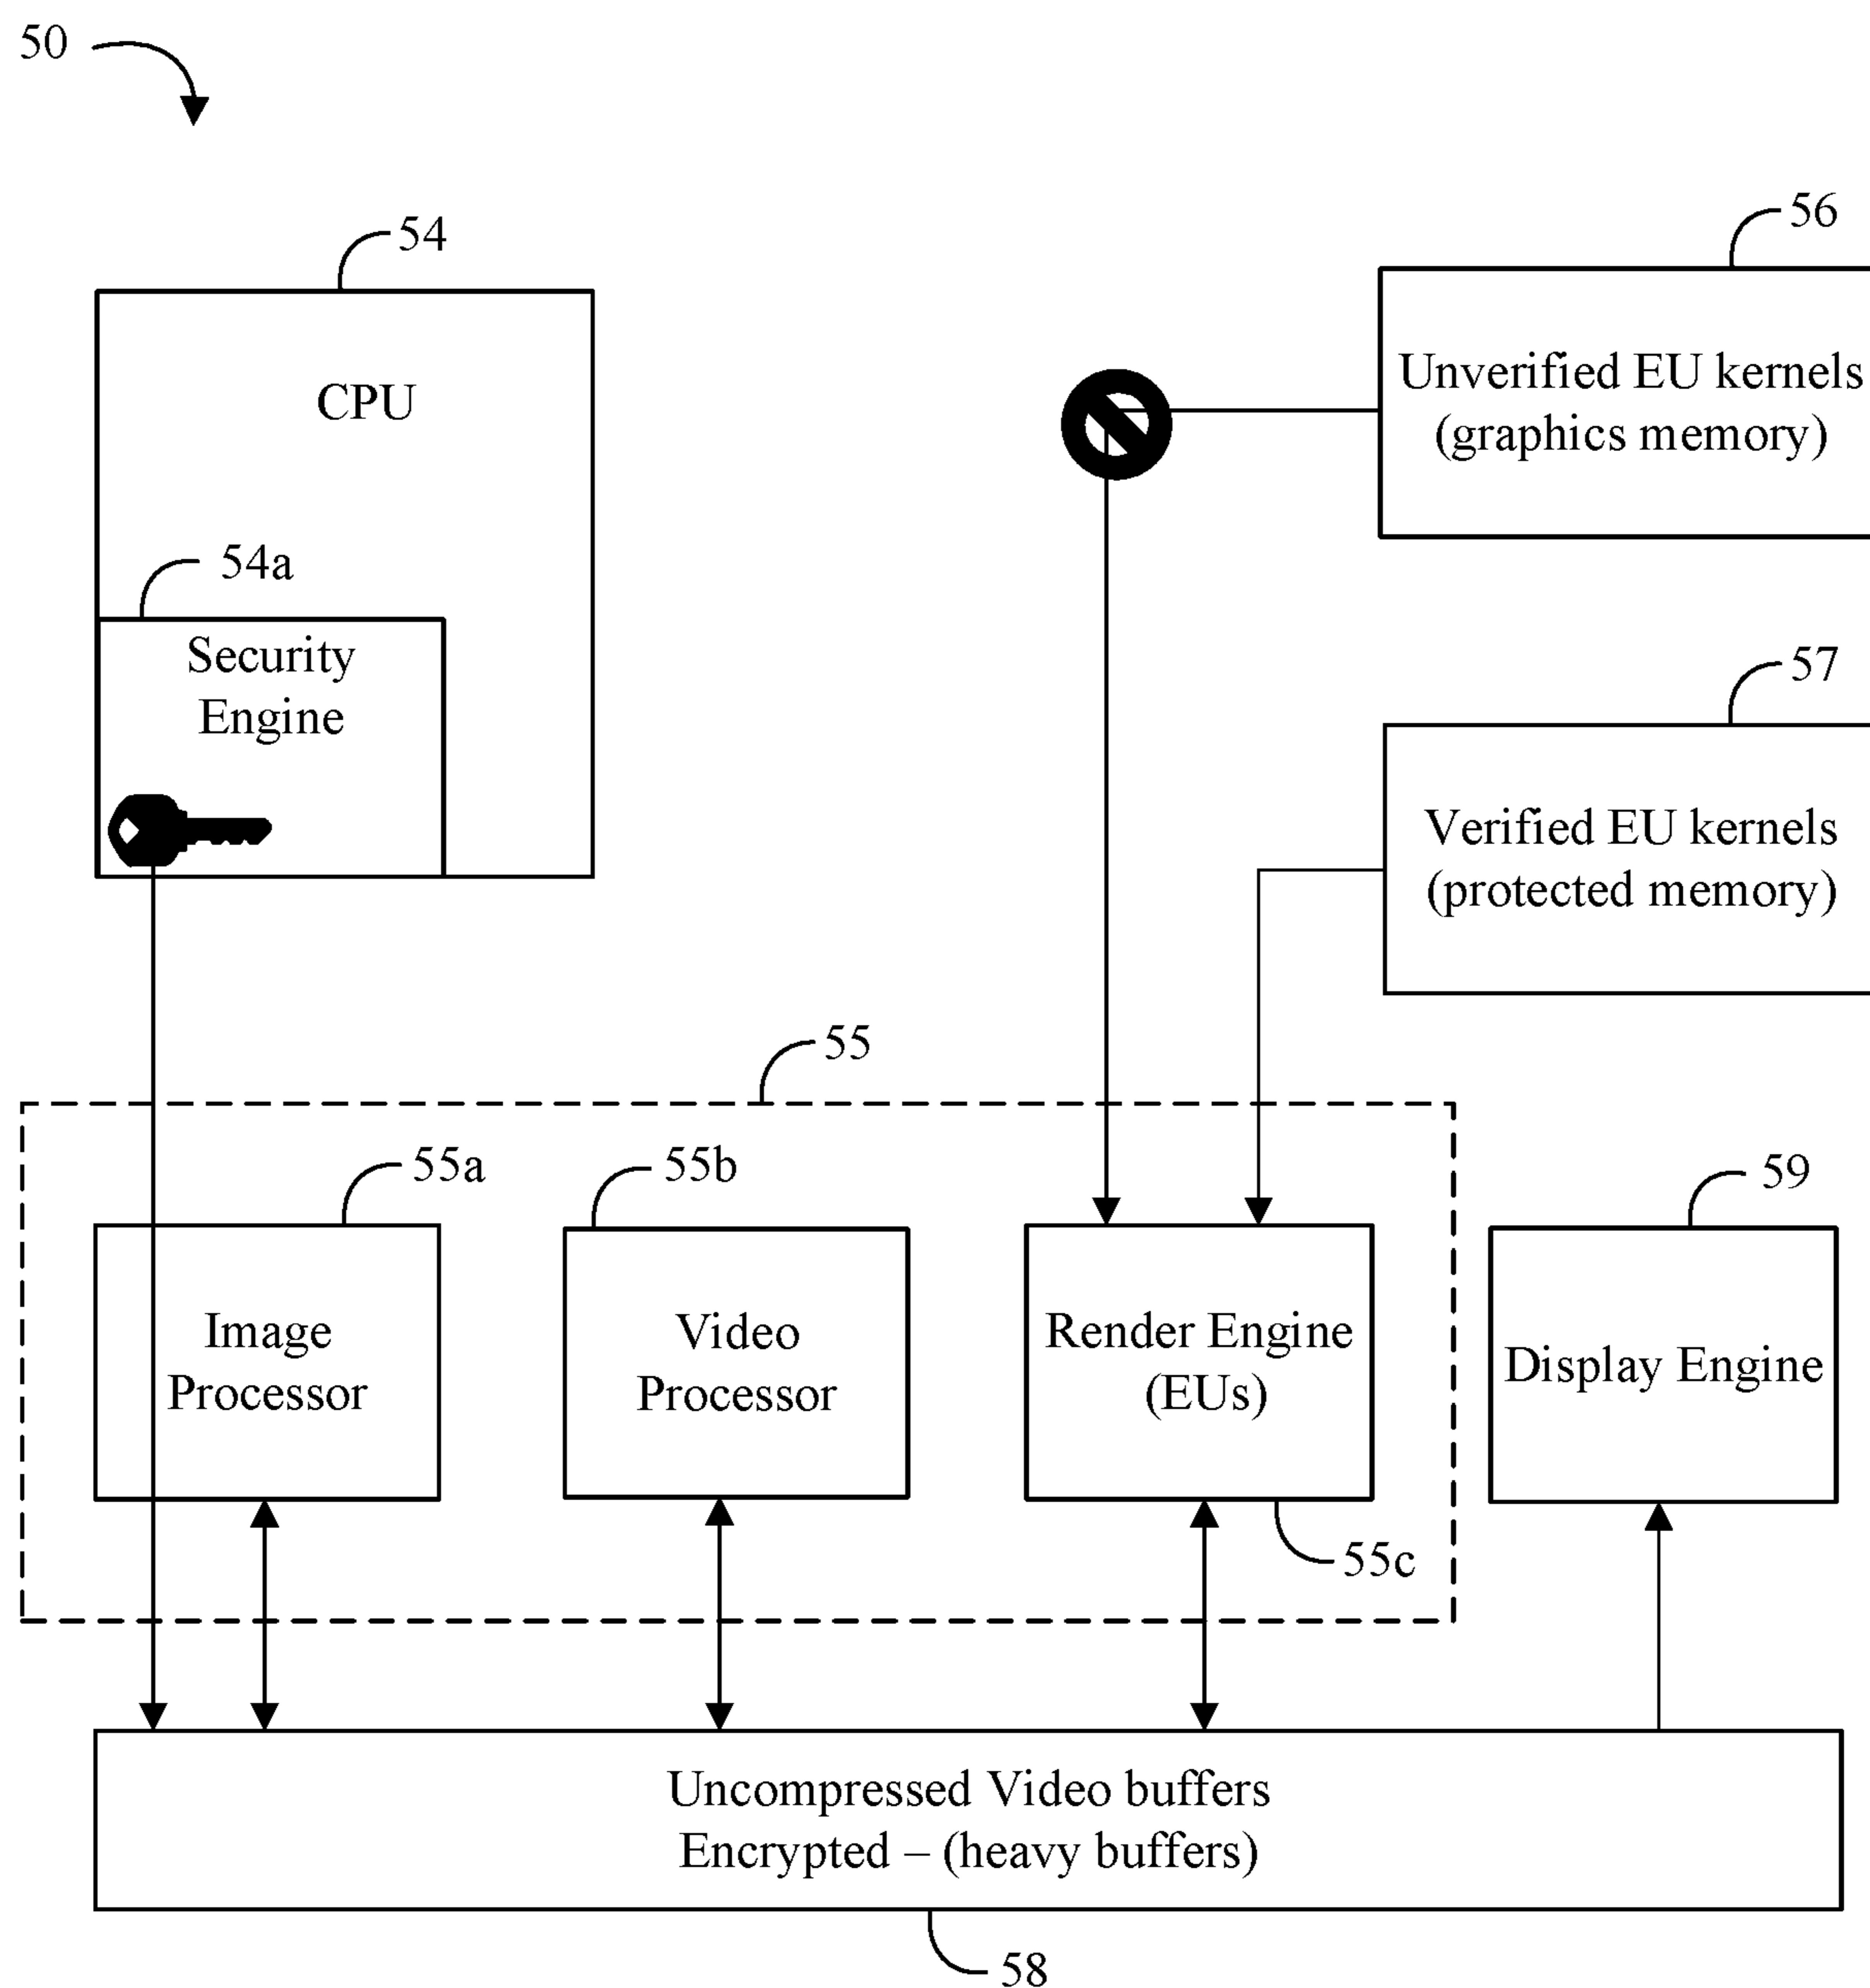 50
54
56
CPU
Unverified EU kernels
(graphics memory)
54a
Security
Engine
57
Verified EU kernels
(protected memory)
55
55a
55b
59
Image
Processor
Video
Processor
Render Engine
(EUs)
Display Engine
55c
Uncompressed Video buffers
Encrypted – (heavy buffers)
58